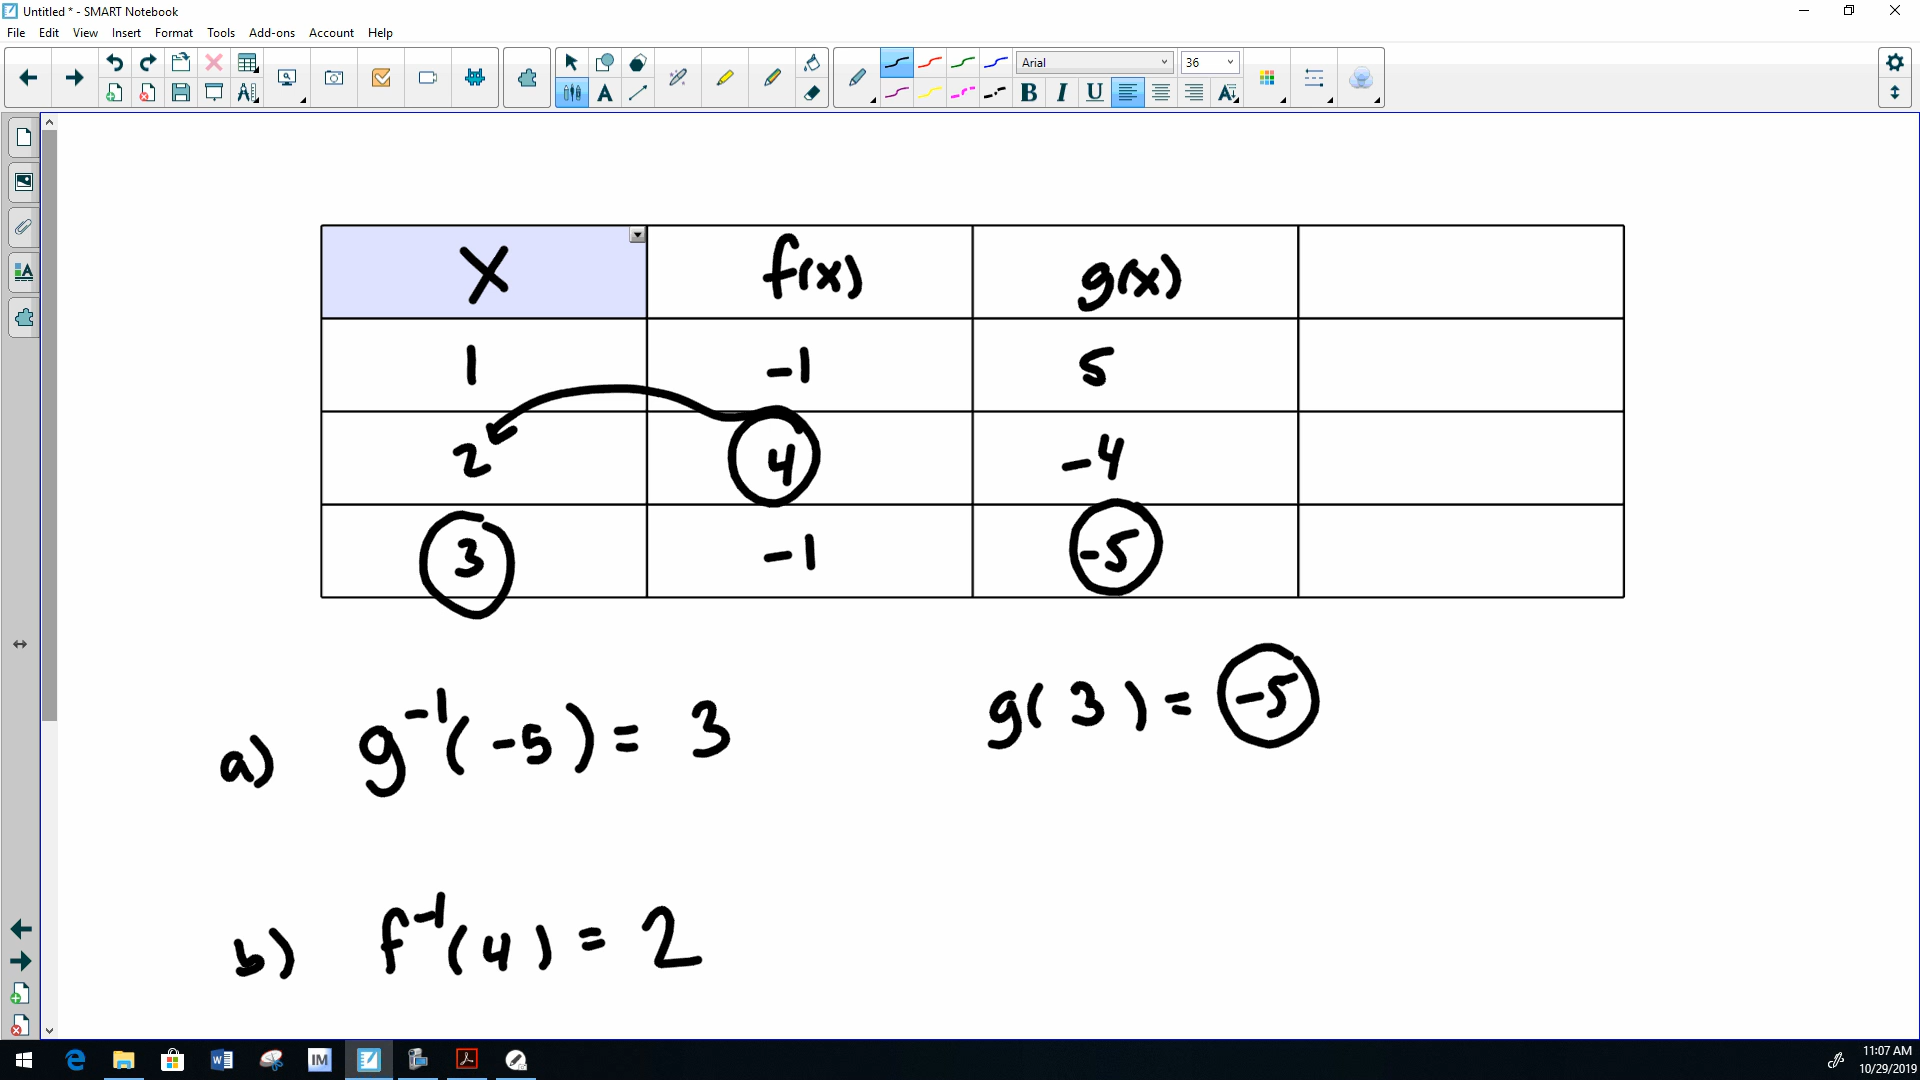 Untitled * - SMART Notebook
File Edit View Insert Format Tools Add-ons Account Help
Arial 36
B I U A
X f(x) g(x)
1 -1 5
2 4 -4
3 -1 -5
g(3) = -5
a) g⁻¹(-5) = 3
b) f⁻¹(4) = 2
IM
11:07 AM
10/29/2019